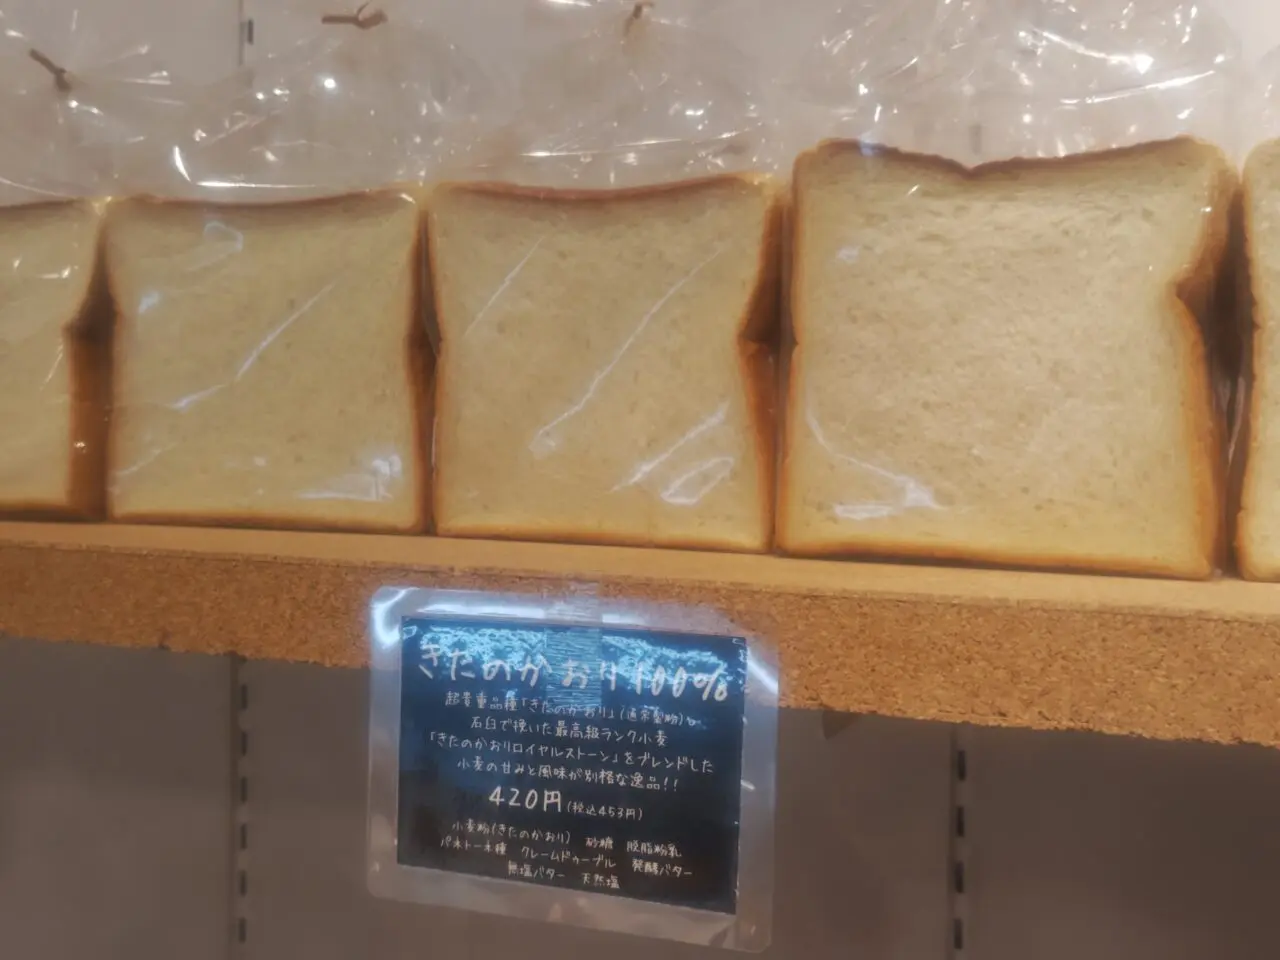 きたのかおり100%
超貴重品種「きたのかおり」(通常製粉)と
石臼で挽いた最高級ランク小麦
「きたのかおりロイヤルストーン」をブレンドした
小麦の甘みと風味が別格な逸品!!
420円(税込453円)
小麦粉(きたのかおり) 砂糖 脱脂粉乳
パネトーネ種 クレームドゥーブル 発酵バター
無塩バター 天然塩